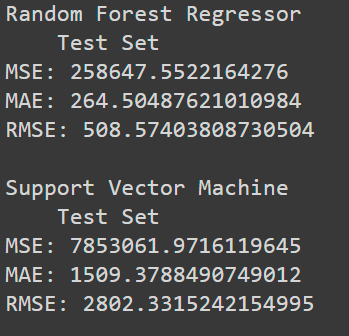 Random Forest Regressor
Test Set
MSE: 258647.5522164276
MAE: 264.50487621010984
RMSE: 508.57403808730504
Support Vector Machine
Test Set
MSE: 7853061.9716119645
MAE: 1509.3788490749012
RMSE: 2802.3315242154995